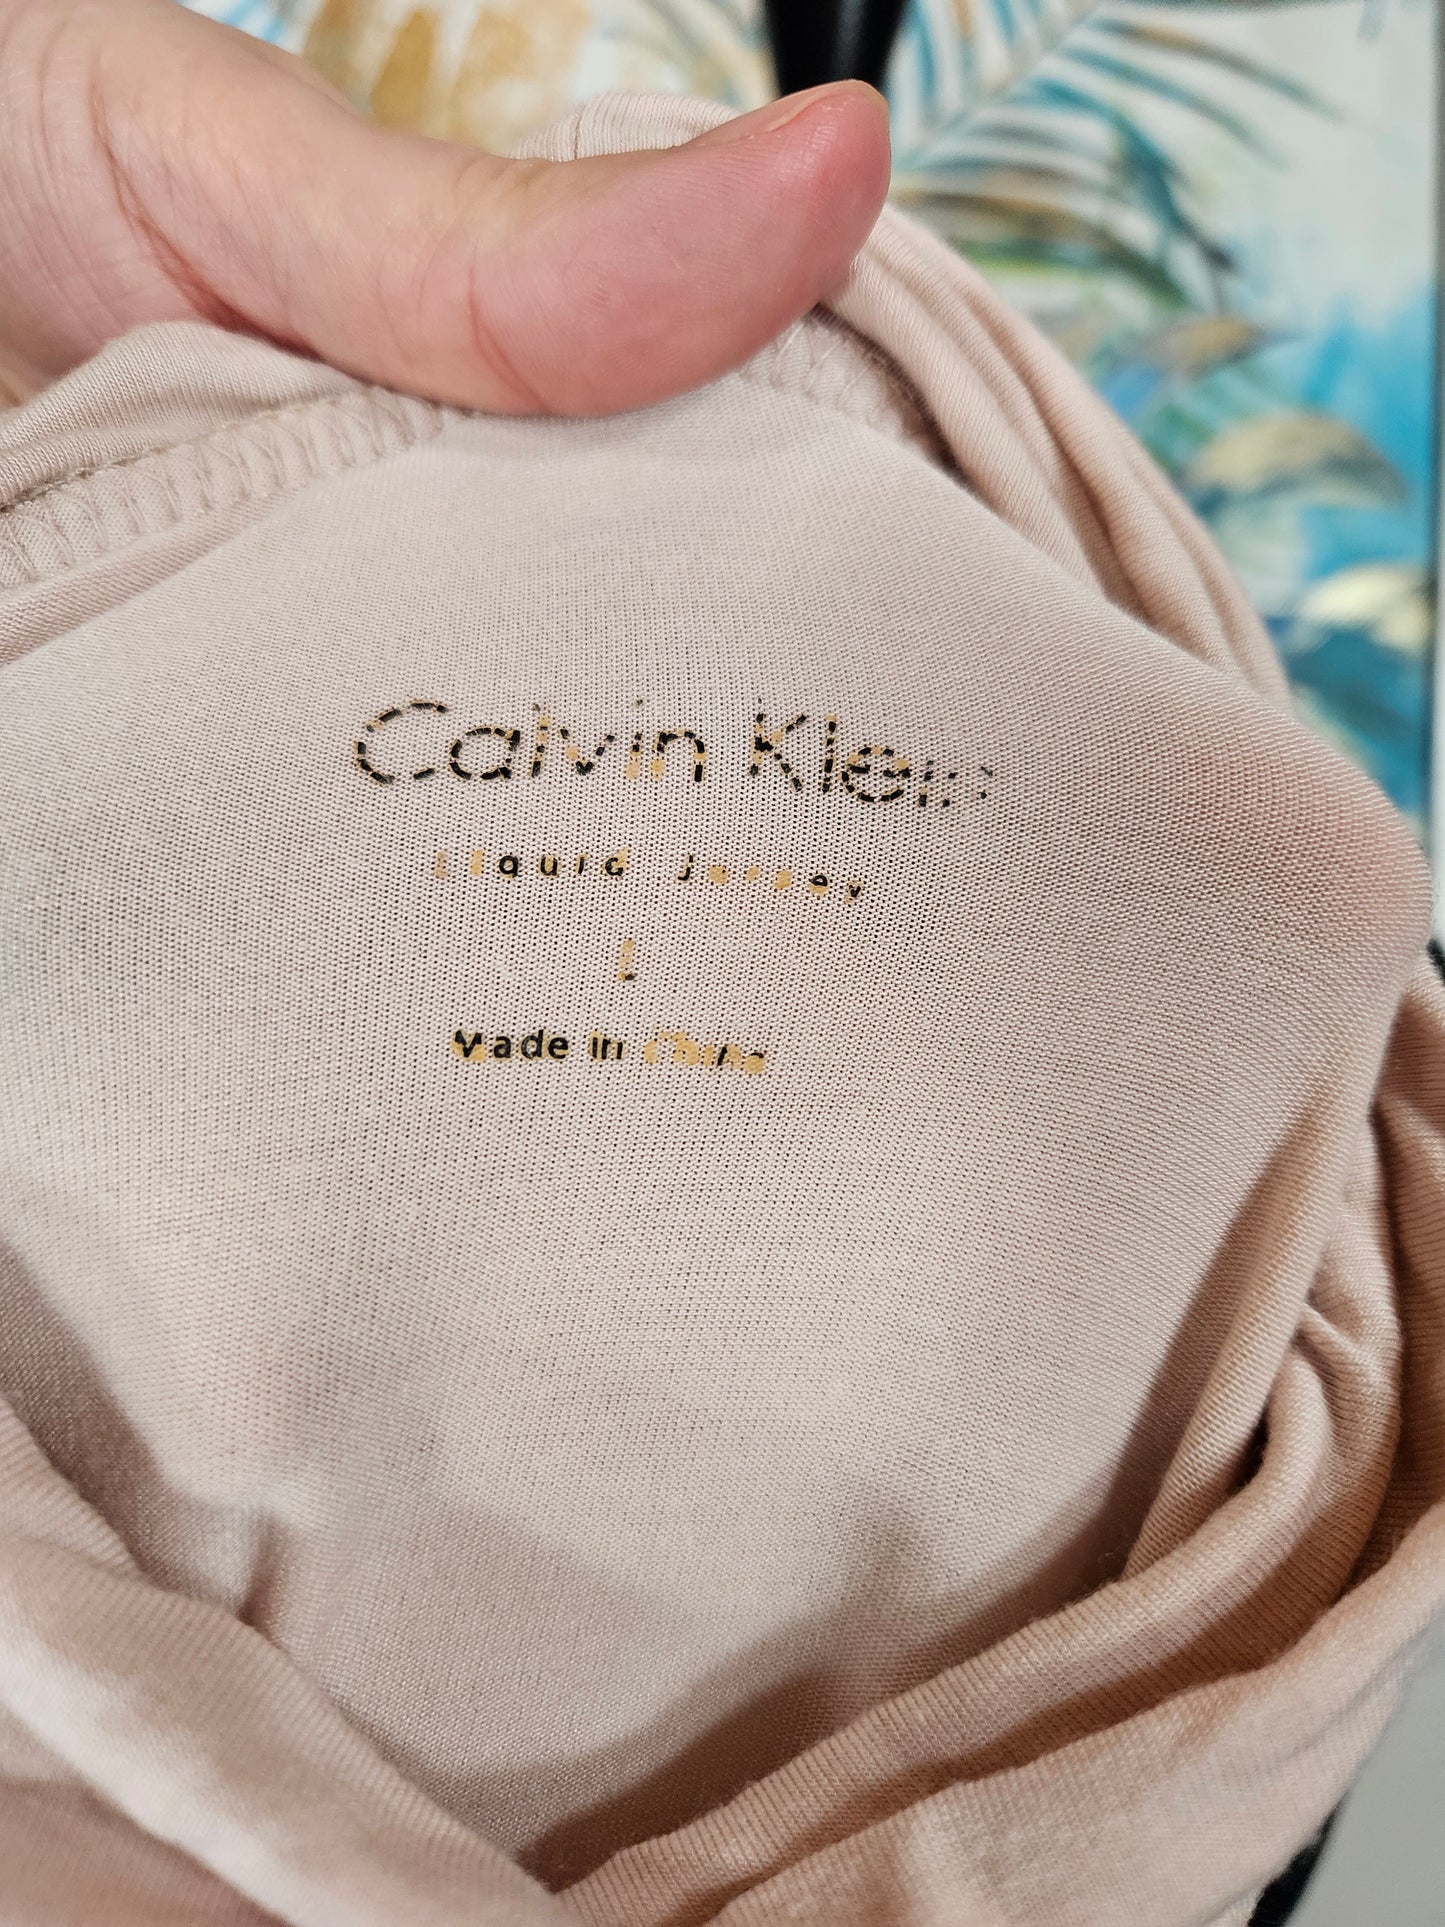 Calvin Klein
Liquid Jersey
L
Made in China